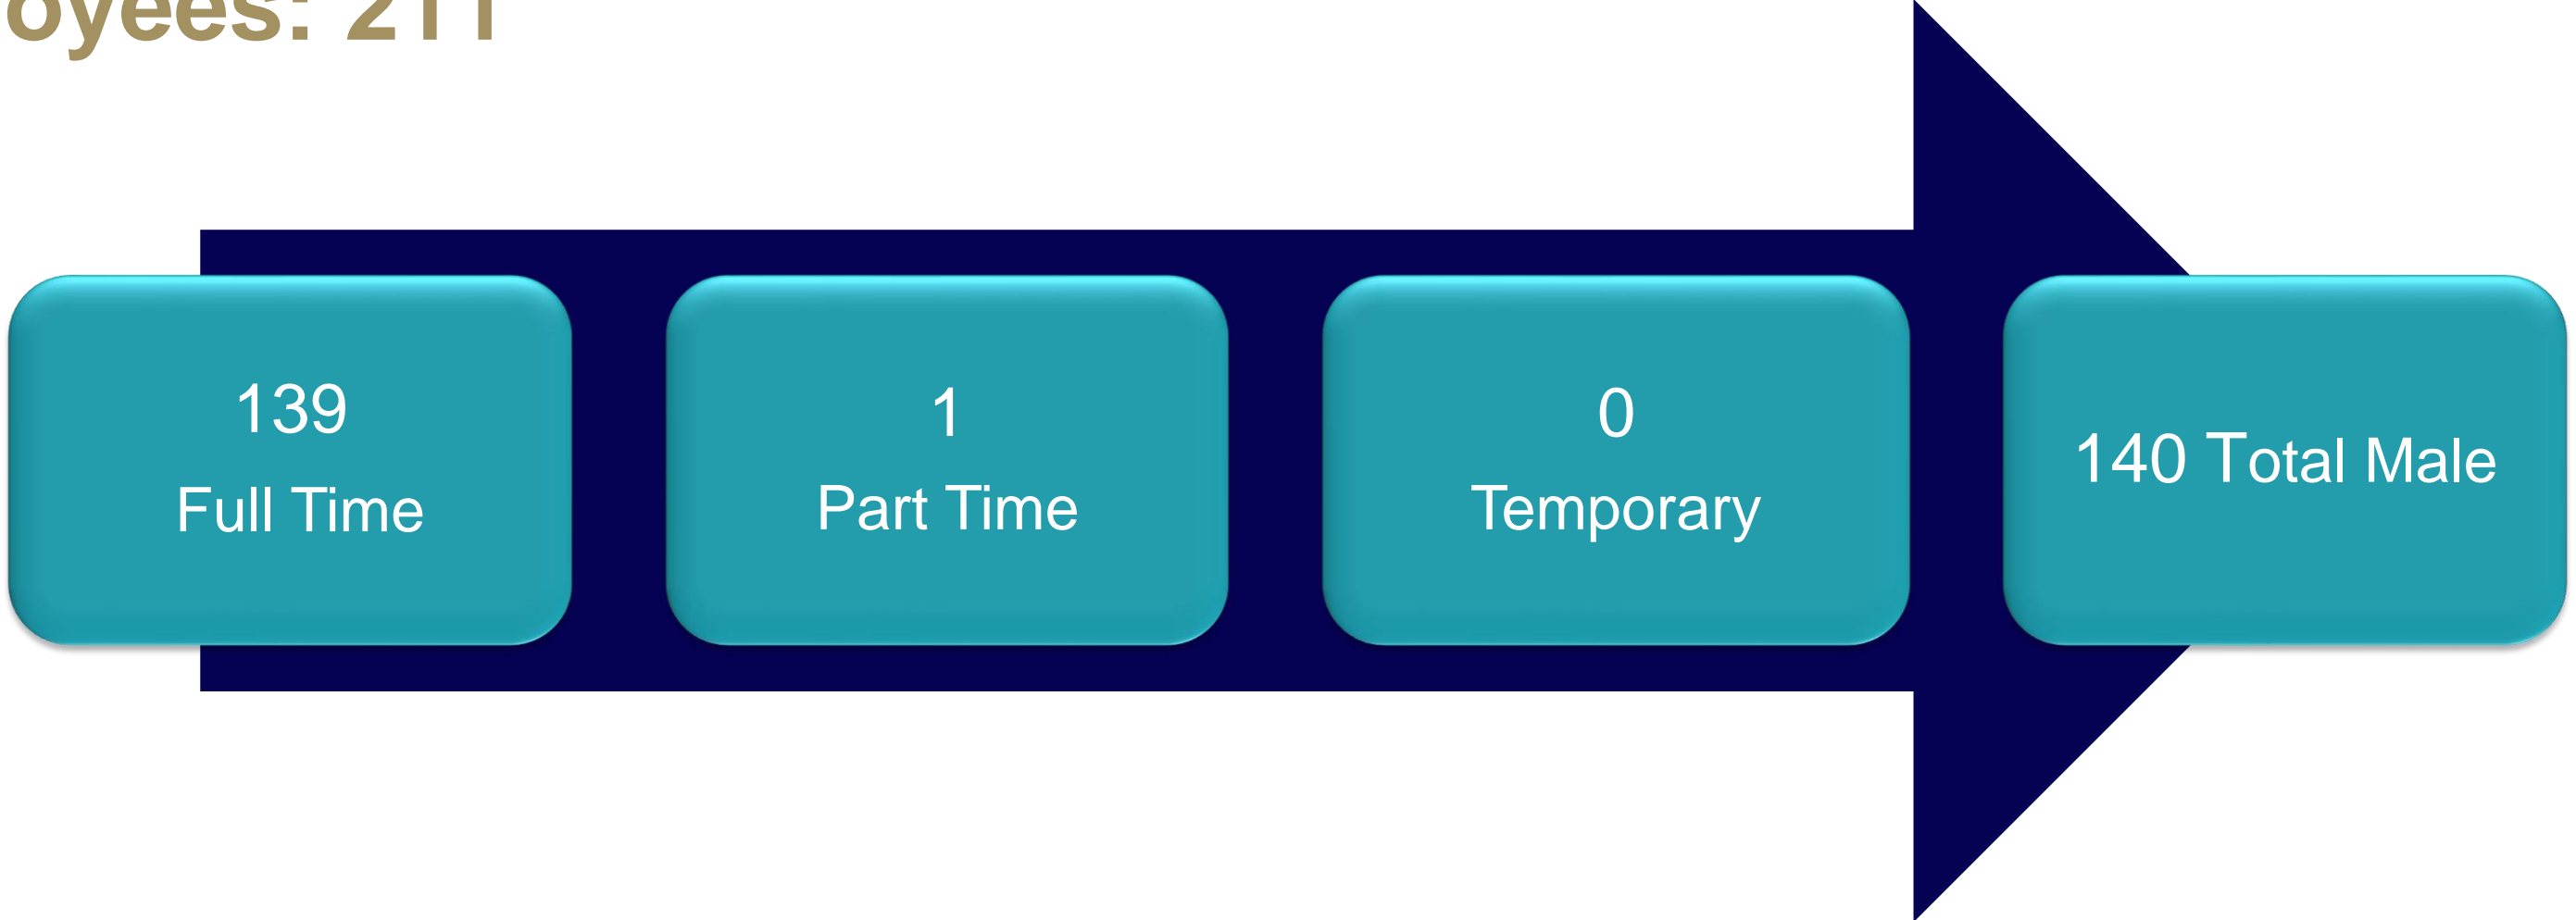 oyees: 211
139
Full Time
1
Part Time
0
Temporary
140 Total Male